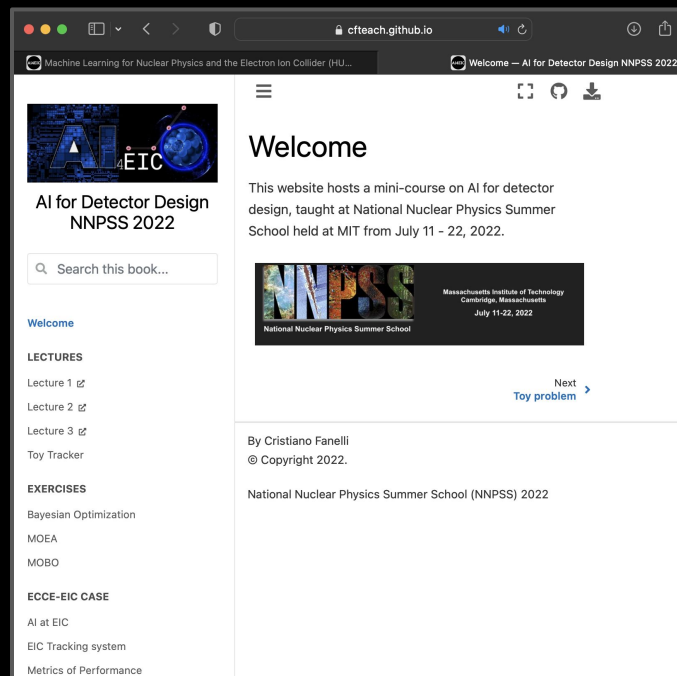 cfteach.github.io
Machine Learning for Nuclear Physics and the Electron Ion Collider (HU...
Welcome — AI for Detector Design NNPSS 2022
AI4EIC
AI for Detector Design
NNPSS 2022
Search this book...
Welcome
LECTURES
Lecture 1
Lecture 2
Lecture 3
Toy Tracker
EXERCISES
Bayesian Optimization
MOEA
MOBO
ECCE-EIC CASE
AI at EIC
EIC Tracking system
Metrics of Performance
Welcome
This website hosts a mini-course on AI for detector
design, taught at National Nuclear Physics Summer
School held at MIT from July 11 - 22, 2022.
NNPSS
National Nuclear Physics Summer School
Massachusetts Institute of Technology
Cambridge, Massachusetts
July 11-22, 2022
Next
Toy problem
By Cristiano Fanelli
© Copyright 2022.
National Nuclear Physics Summer School (NNPSS) 2022